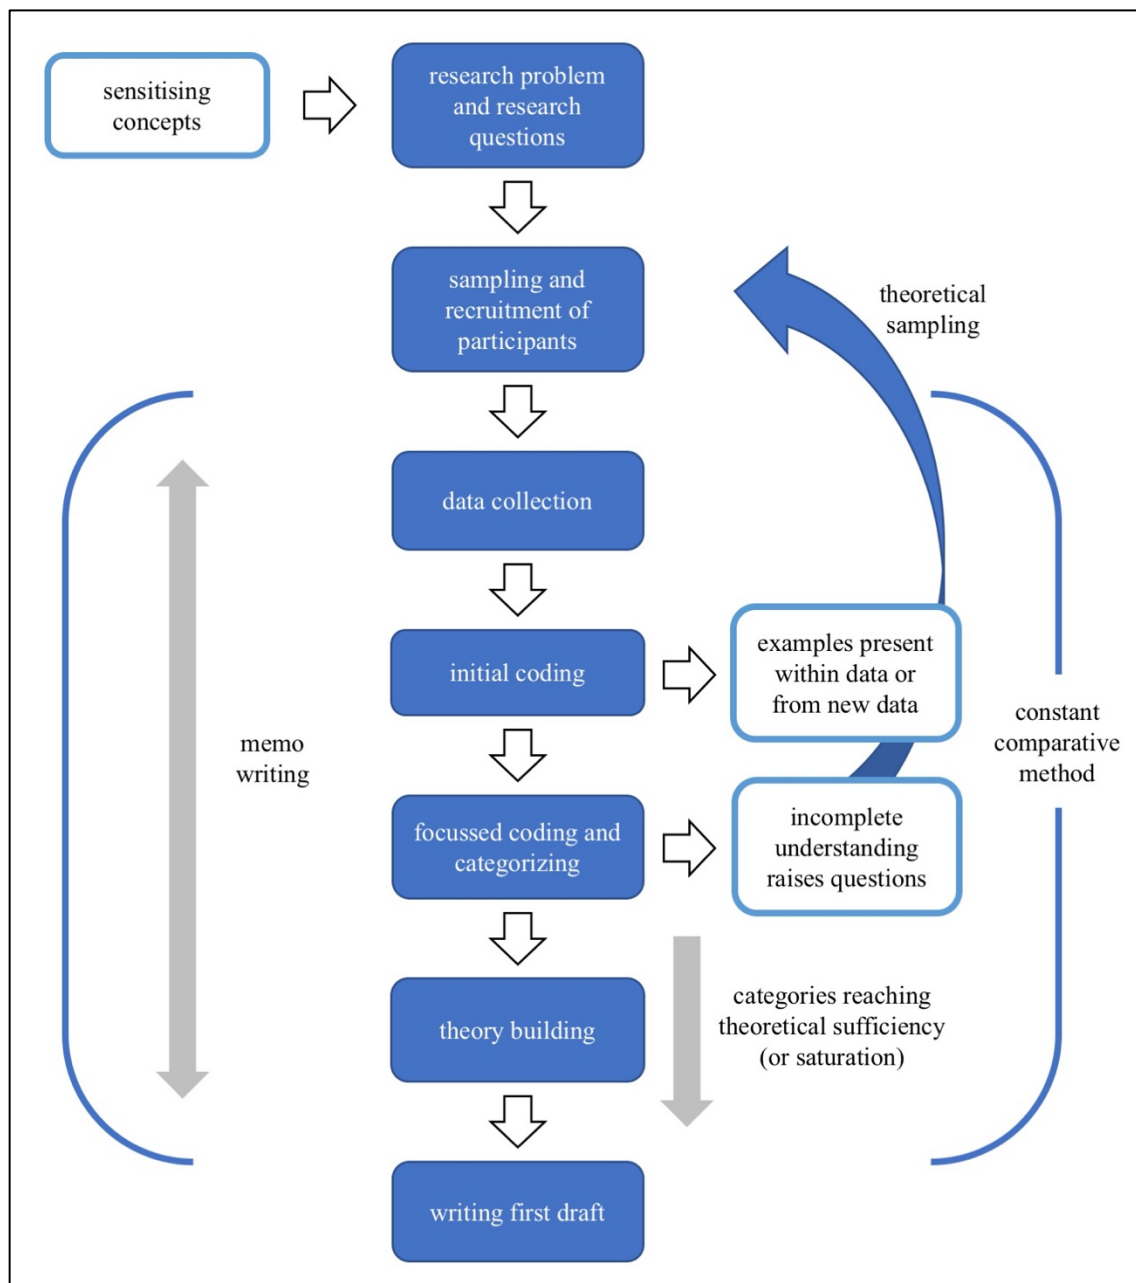 sensitising
concepts
research problem
and research
questions
sampling and
recruitment of
participants
theoretical
sampling
data collection
initial coding
examples present
within data or
from new data
memo
writing
constant
comparative
method
focussed coding and
categorizing
incomplete
understanding
raises questions
theory building
categories reaching
theoretical sufficiency
(or saturation)
writing first draft